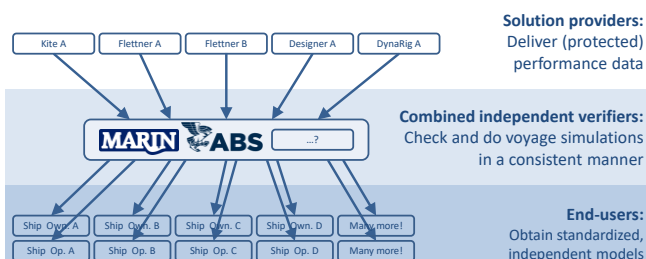 Solution providers:
Deliver (protected)
performance data
Kite A
Flettner A
Flettner B
Designer A
DynaRig A
Combined independent verifiers:
Check and do voyage simulations
in a consistent manner
MARIN
ABS
...?
End-users:
Obtain standardized,
independent models
Ship Own. A
Ship Own. B
Ship Own. C
Ship Own. D
Many more!
Ship Op. A
Ship Op. B
Ship Op. C
Ship Op. D
Many more!